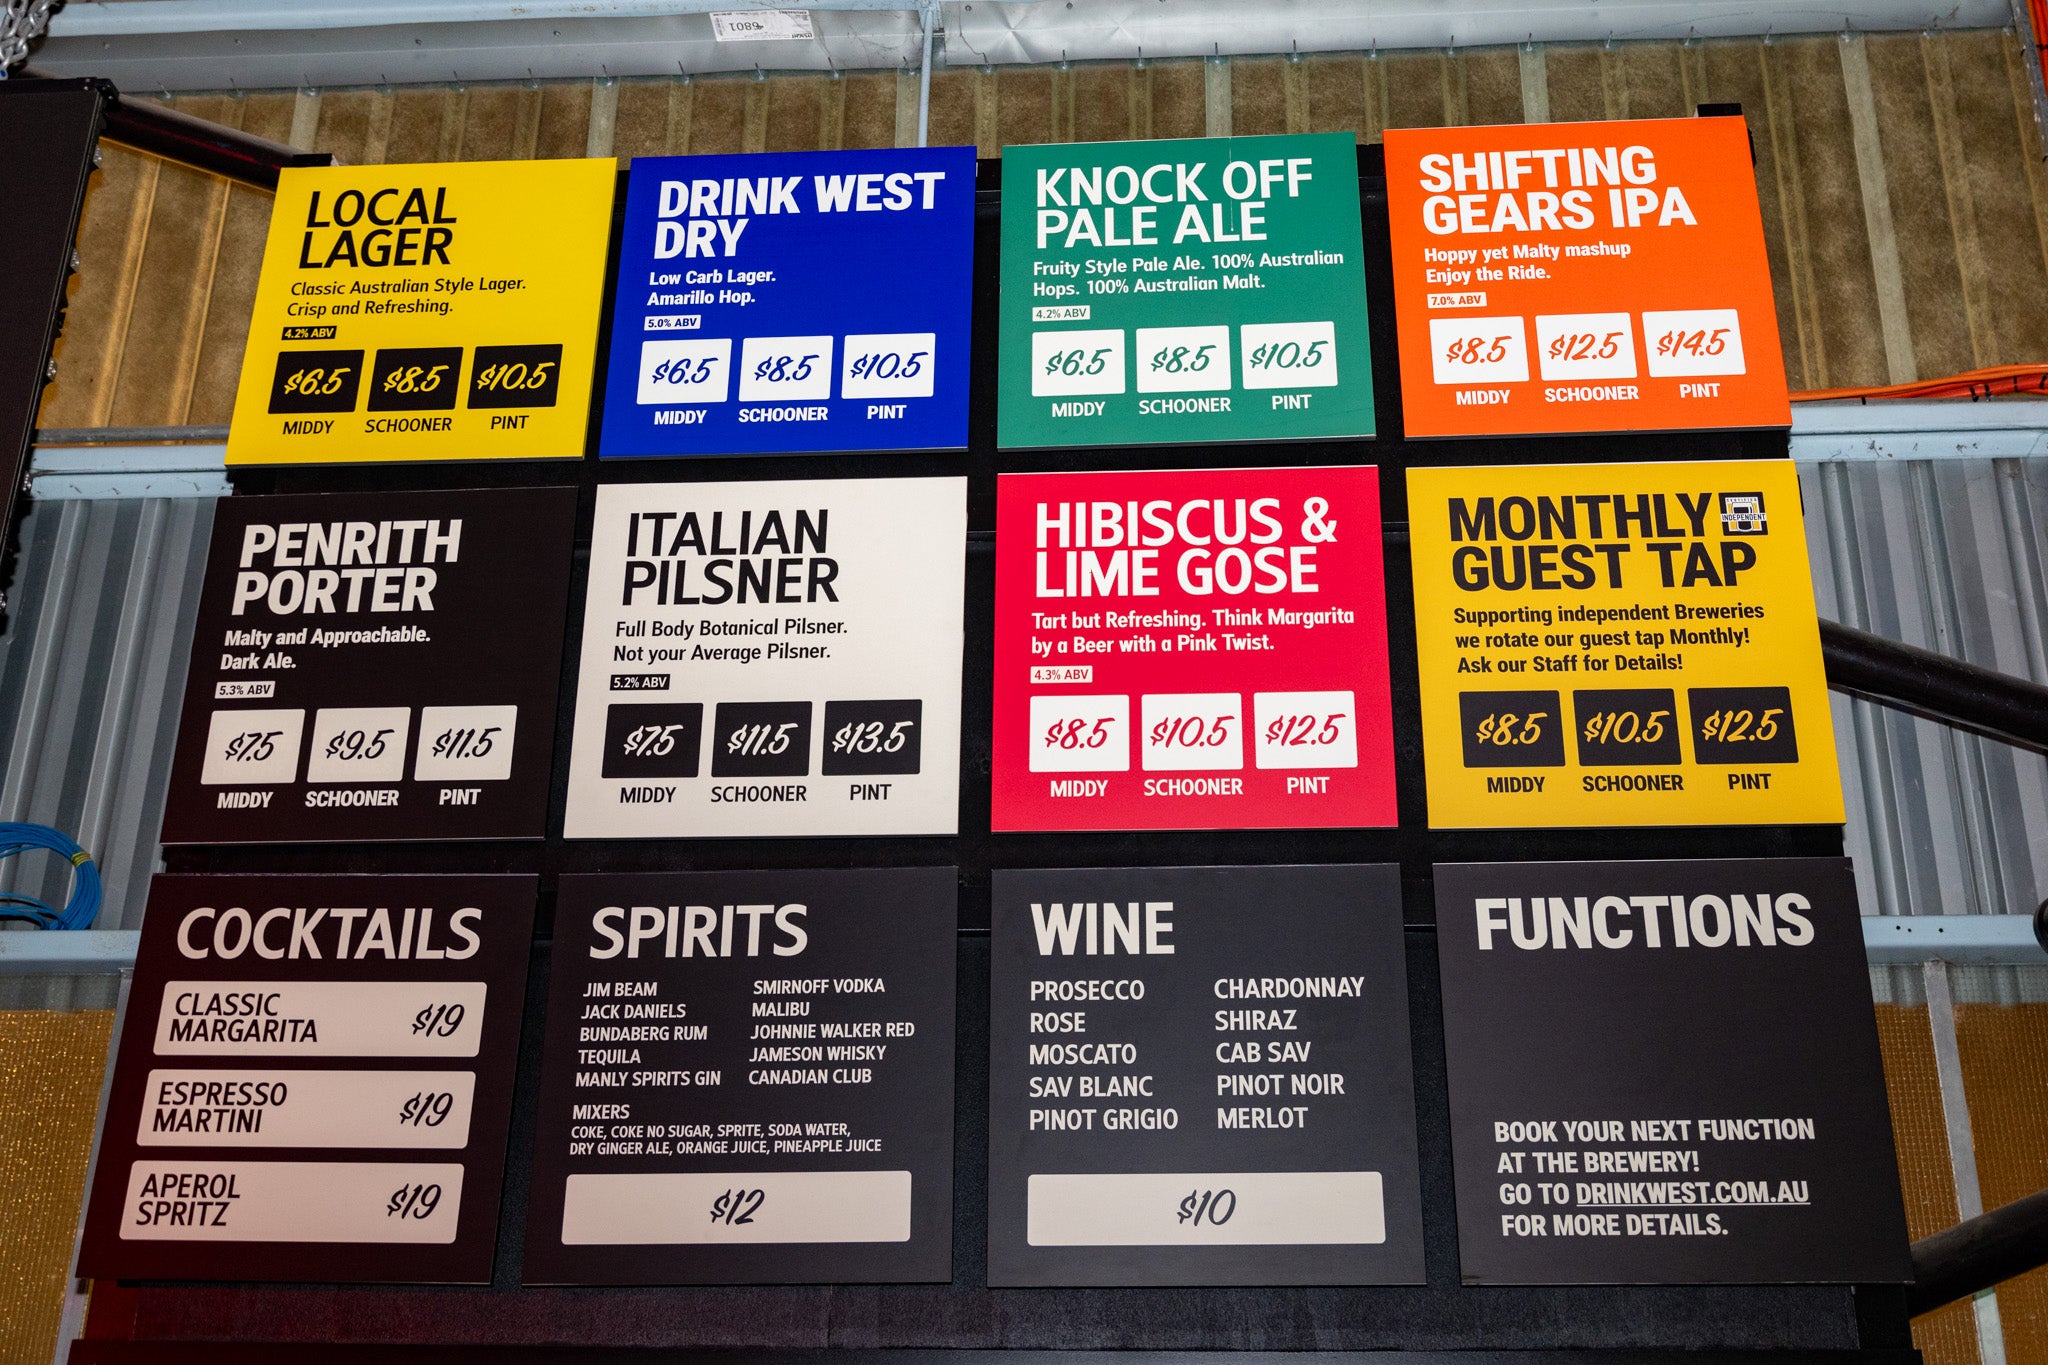 LOCAL
LAGER
Classic Australian Style Lager.
Crisp and Refreshing.
4.2% ABV
$6.5 $8.5 $10.5
MIDDY SCHOONER PINT
DRINK WEST
DRY
Low Carb Lager.
Amarillo Hop.
5.0% ABV
$6.5 $8.5 $10.5
MIDDY SCHOONER PINT
KNOCK OFF
PALE ALE
Fruity Style Pale Ale. 100% Australian
Hops. 100% Australian Malt.
4.2% ABV
$6.5 $8.5 $10.5
MIDDY SCHOONER PINT
SHIFTING
GEARS IPA
Hoppy yet Malty mashup
Enjoy the Ride.
7.0% ABV
$8.5 $12.5 $14.5
MIDDY SCHOONER PINT
PENRITH
PORTER
Malty and Approachable.
Dark Ale.
5.3% ABV
$7.5 $9.5 $11.5
MIDDY SCHOONER PINT
ITALIAN
PILSNER
Full Body Botanical Pilsner.
Not your Average Pilsner.
5.2% ABV
$7.5 $11.5 $13.5
MIDDY SCHOONER PINT
HIBISCUS &
LIME GOSE
Tart but Refreshing. Think Margarita
by a Beer with a Pink Twist.
4.3% ABV
$8.5 $10.5 $12.5
MIDDY SCHOONER PINT
MONTHLY
INDEPENDENT
GUEST TAP
Supporting independent Breweries
we rotate our guest tap Monthly!
Ask our Staff for Details!
$8.5 $10.5 $12.5
MIDDY SCHOONER PINT
COCKTAILS
CLASSIC
MARGARITA $19
ESPRESSO
MARTINI $19
APEROL
SPRITZ $19
SPIRITS
JIM BEAM SMIRNOFF VODKA
JACK DANIELS MALIBU
BUNDABERG RUM JOHNNIE WALKER RED
TEQUILA JAMESON WHISKY
MANLY SPIRITS GIN CANADIAN CLUB
MIXERS
COKE, COKE NO SUGAR, SPRITE, SODA WATER,
DRY GINGER ALE, ORANGE JUICE, PINEAPPLE JUICE
$12
WINE
PROSECCO CHARDONNAY
ROSE SHIRAZ
MOSCATO CAB SAV
SAV BLANC PINOT NOIR
PINOT GRIGIO MERLOT
$10
FUNCTIONS
BOOK YOUR NEXT FUNCTION
AT THE BREWERY!
GO TO DRINKWEST.COM.AU
FOR MORE DETAILS.